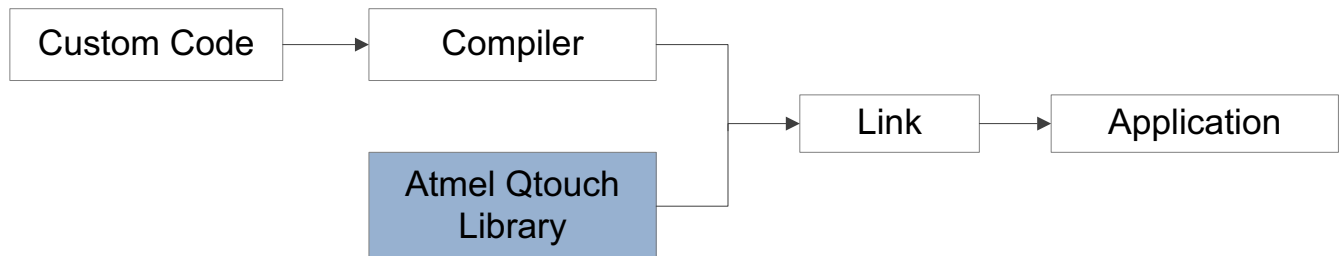 Custom Code
Compiler
Link
Application
Atmel Qtouch
Library